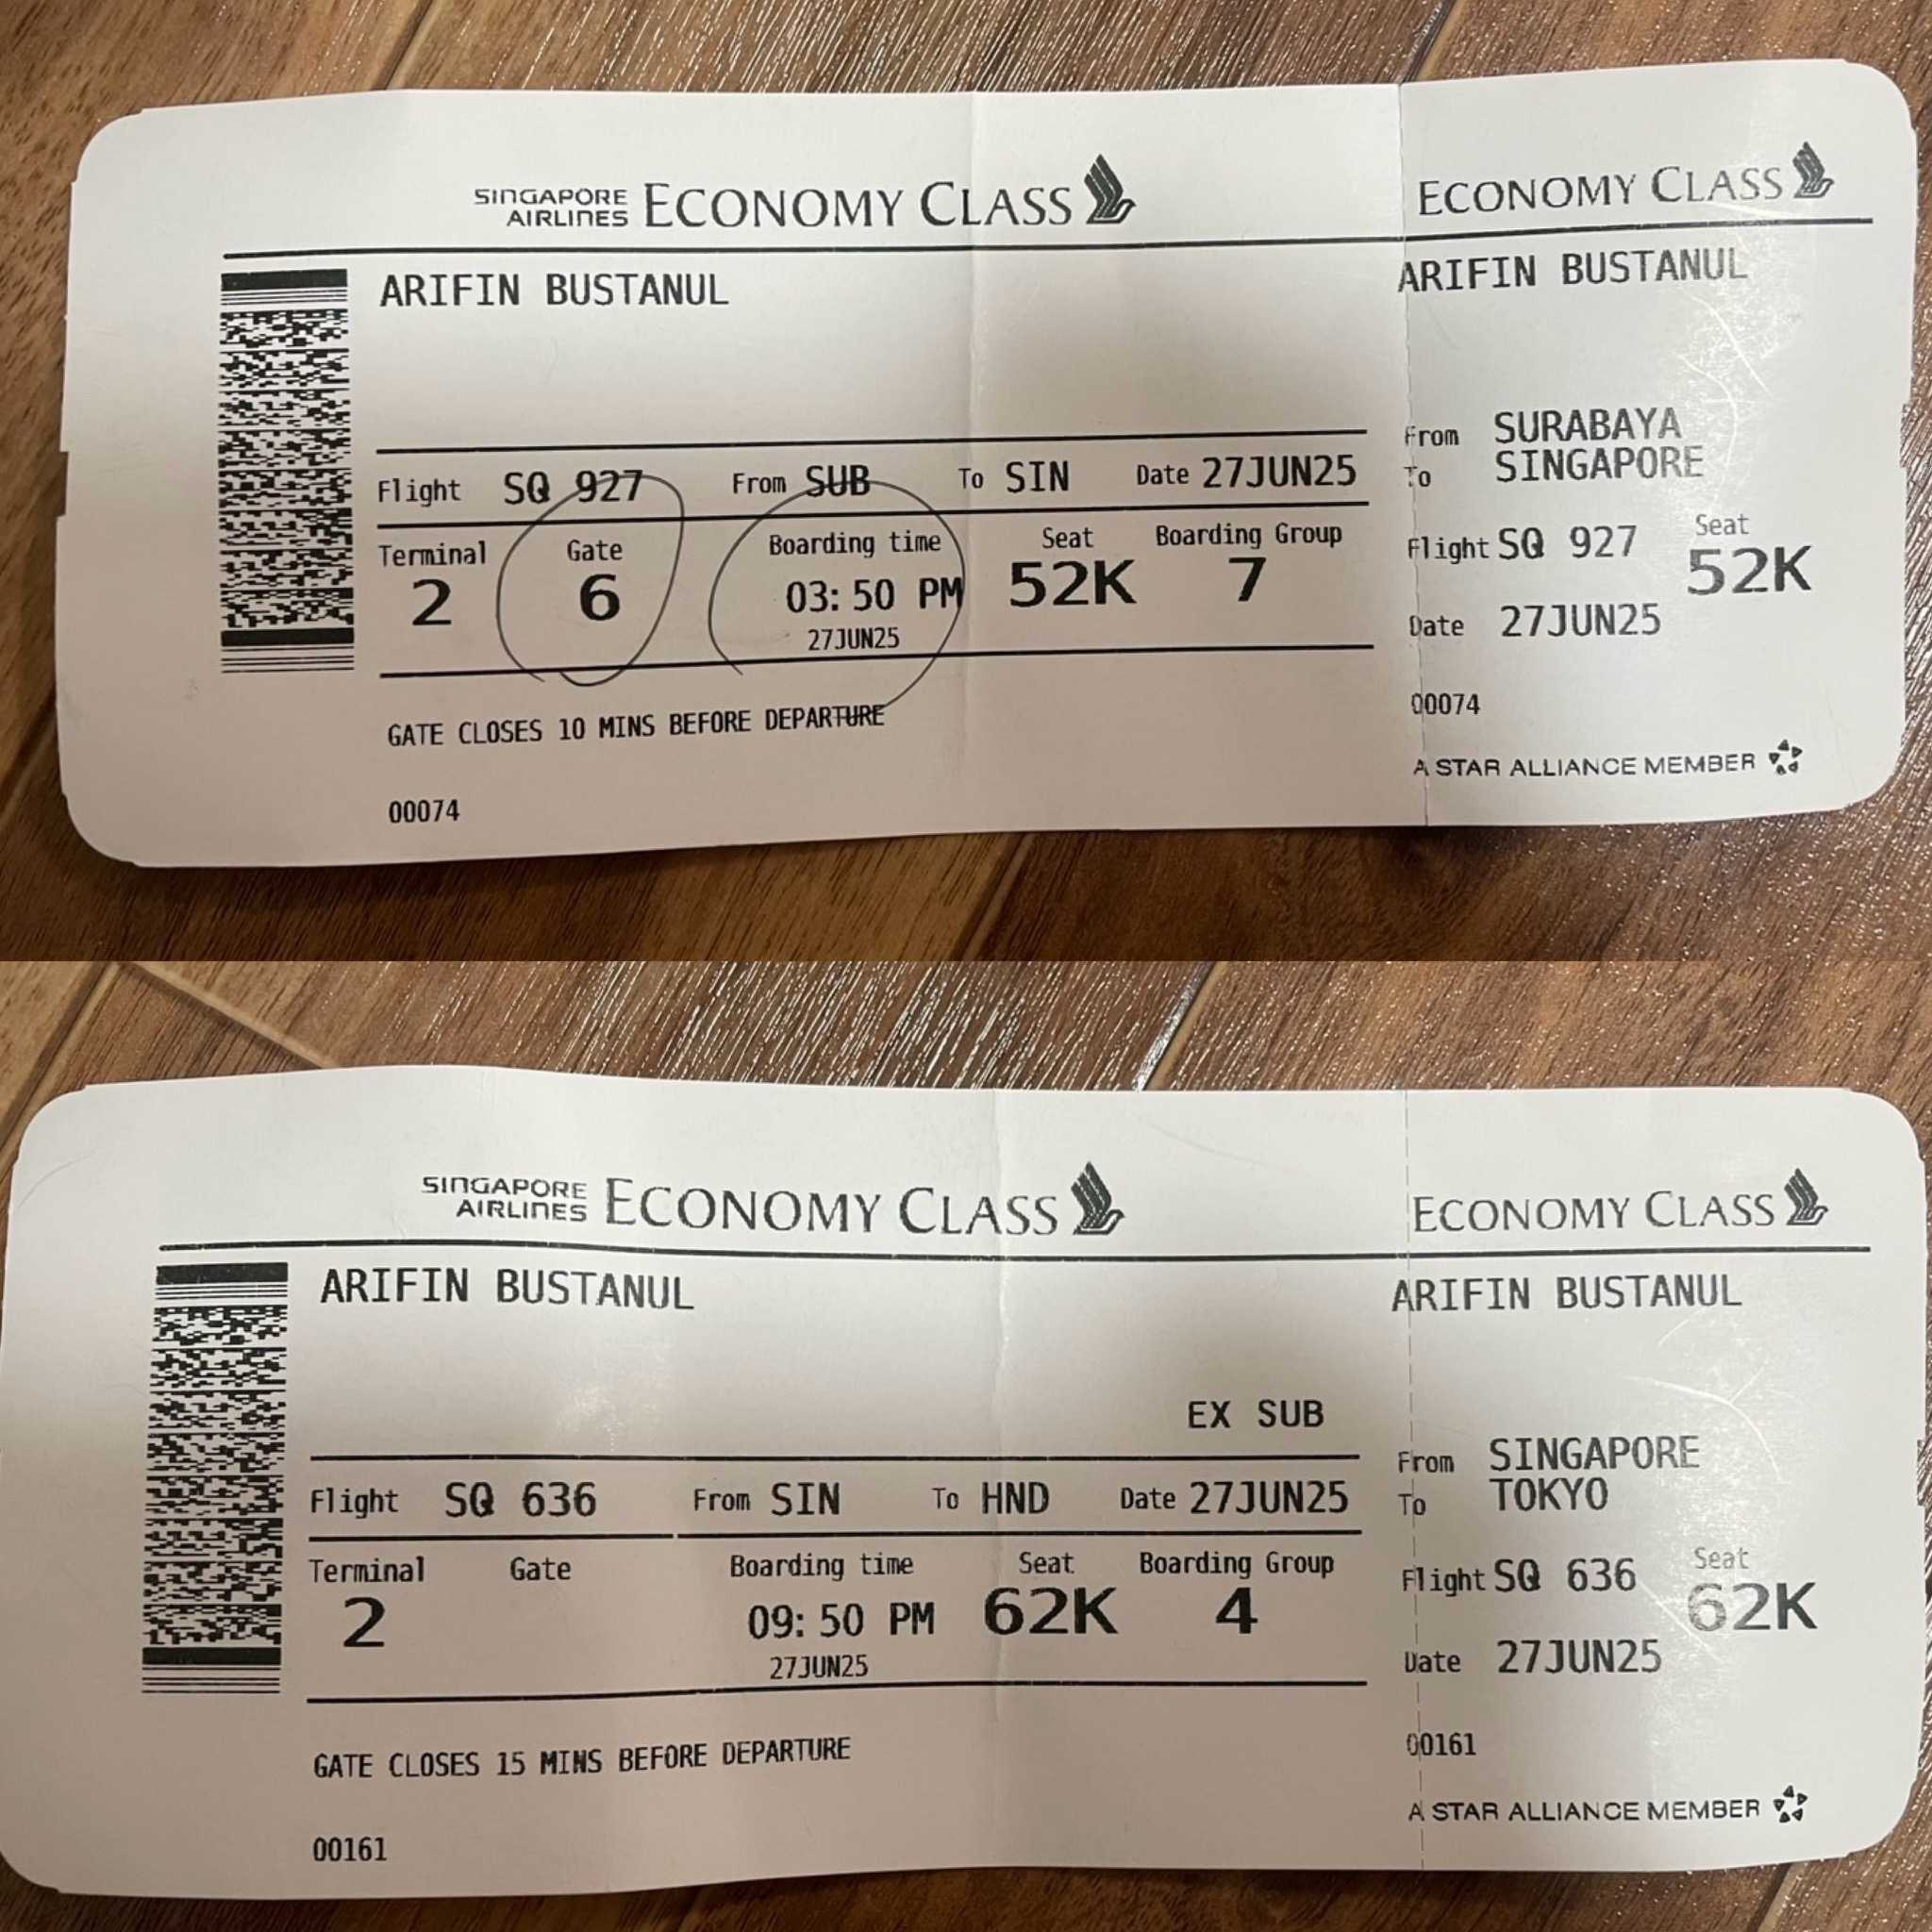 SINGAPORE AIRLINES ECONOMY CLASS
ARIFIN BUSTANUL
Flight SQ 927 From SUB To SIN Date 27JUN25
Terminal Gate Boarding time Seat Boarding Group
2 6 03:50 PM 52K 7
27JUN25
GATE CLOSES 10 MINS BEFORE DEPARTURE
00074
ECONOMY CLASS
ARIFIN BUSTANUL
From SURABAYA
To SINGAPORE
Flight SQ 927 Seat 52K
Date 27JUN25
00074
A STAR ALLIANCE MEMBER
SINGAPORE AIRLINES ECONOMY CLASS
ARIFIN BUSTANUL
EX SUB
Flight SQ 636 From SIN To HND Date 27JUN25
Terminal Gate Boarding time Seat Boarding Group
2 09:50 PM 62K 4
27JUN25
GATE CLOSES 15 MINS BEFORE DEPARTURE
00161
ECONOMY CLASS
ARIFIN BUSTANUL
From SINGAPORE
To TOKYO
Flight SQ 636 Seat 62K
Date 27JUN25
00161
A STAR ALLIANCE MEMBER